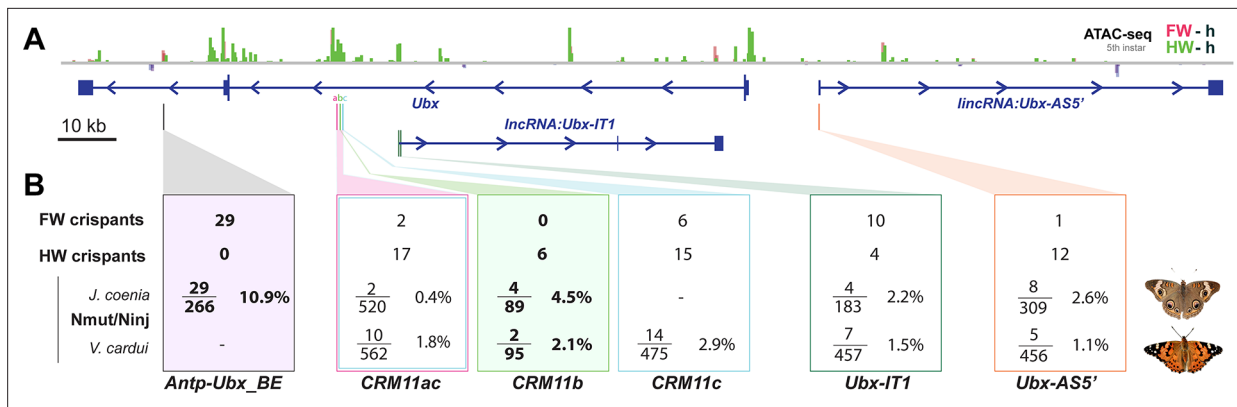 A
ATAC-seq
5th instar
FW - h
HW - h
Ubx
lincRNA:Ubx-AS5’
abc
10 kb
lncRNA:Ubx-IT1
B
FW crispants 29 2 0 6 10 1
HW crispants 0 17 6 15 4 12
J. coenia 29/266 10.9% 2/520 0.4% 4/89 4.5% - 4/183 2.2% 8/309 2.6%
Nmut/Ninj
V. cardui - 10/562 1.8% 2/95 2.1% 14/475 2.9% 7/457 1.5% 5/456 1.1%
Antp-Ubx_BE CRM11ac CRM11b CRM11c Ubx-IT1 Ubx-AS5’